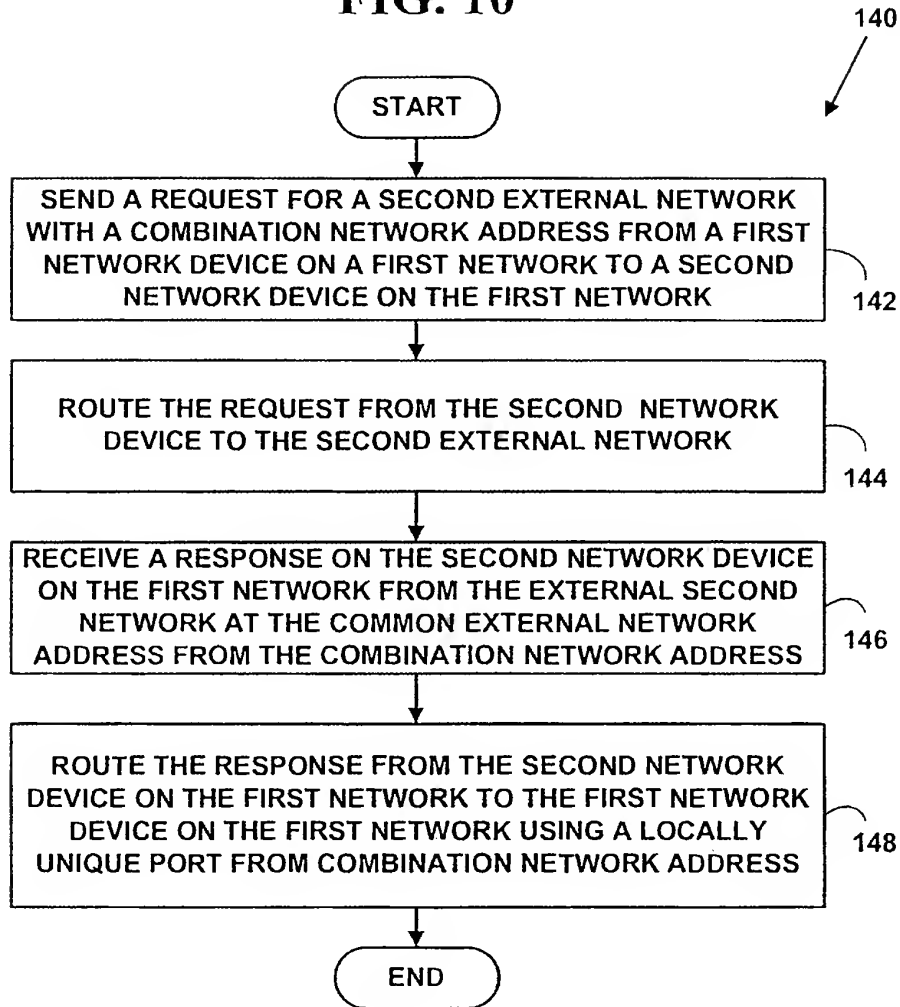 FIG. 10
140
START
SEND A REQUEST FOR A SECOND EXTERNAL NETWORK
WITH A COMBINATION NETWORK ADDRESS FROM A FIRST
NETWORK DEVICE ON A FIRST NETWORK TO A SECOND
NETWORK DEVICE ON THE FIRST NETWORK
142
ROUTE THE REQUEST FROM THE SECOND NETWORK
DEVICE TO THE SECOND EXTERNAL NETWORK
144
RECEIVE A RESPONSE ON THE SECOND NETWORK DEVICE
ON THE FIRST NETWORK FROM THE EXTERNAL SECOND
NETWORK AT THE COMMON EXTERNAL NETWORK
ADDRESS FROM THE COMBINATION NETWORK ADDRESS
146
ROUTE THE RESPONSE FROM THE SECOND NETWORK
DEVICE ON THE FIRST NETWORK TO THE FIRST NETWORK
DEVICE ON THE FIRST NETWORK USING A LOCALLY
UNIQUE PORT FROM COMBINATION NETWORK ADDRESS
148
END